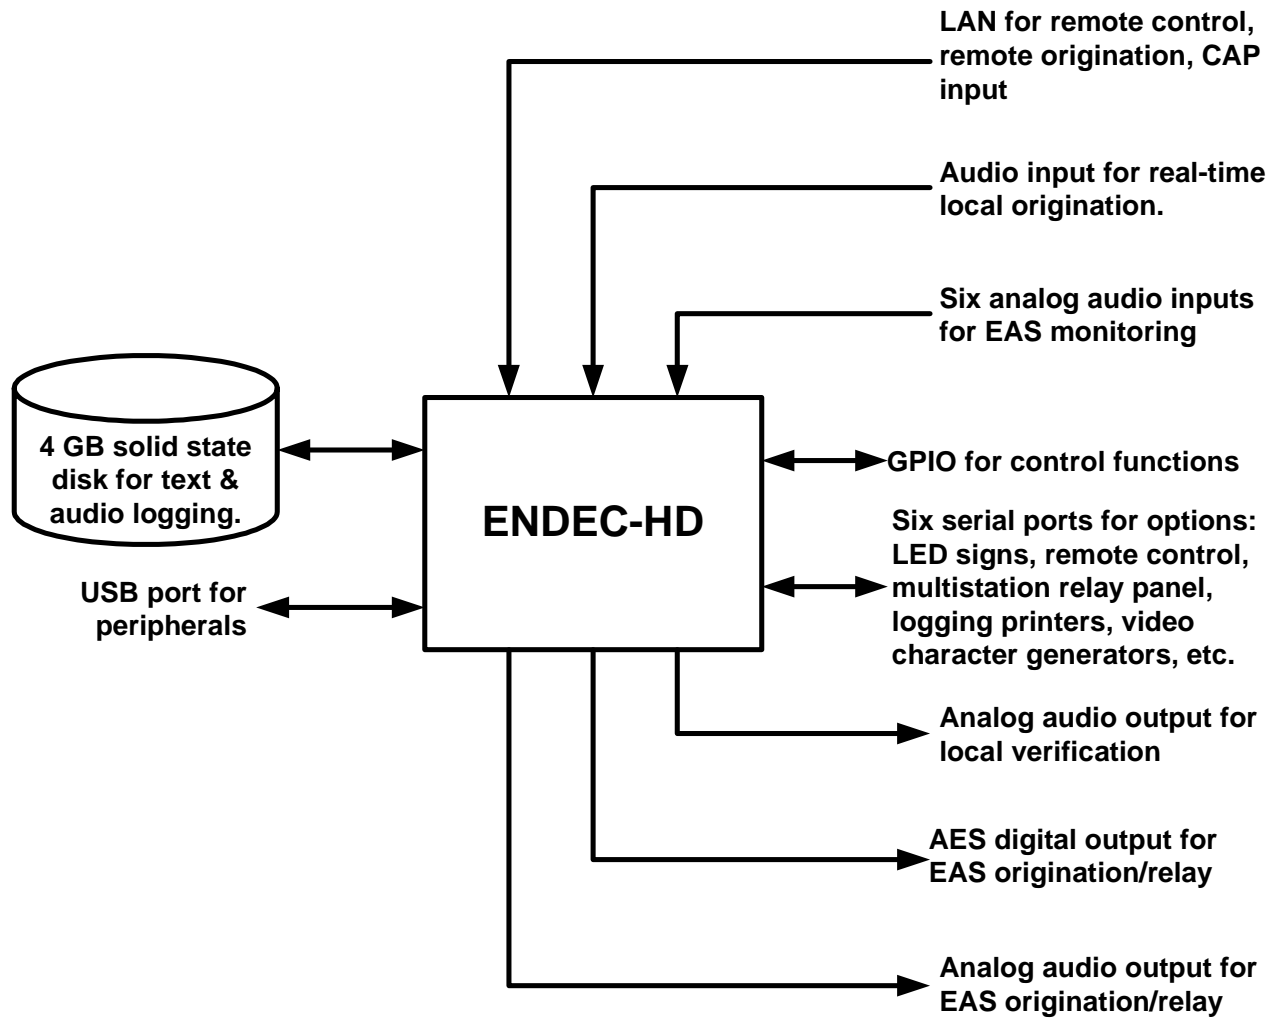 LAN for remote control,
remote origination, CAP
input
Audio input for real-time
local origination.
Six analog audio inputs
for EAS monitoring
4 GB solid state
disk for text &
audio logging.
USB port for
peripherals
ENDEC-HD
GPIO for control functions
Six serial ports for options:
LED signs, remote control,
multistation relay panel,
logging printers, video
character generators, etc.
Analog audio output for
local verification
AES digital output for
EAS origination/relay
Analog audio output for
EAS origination/relay